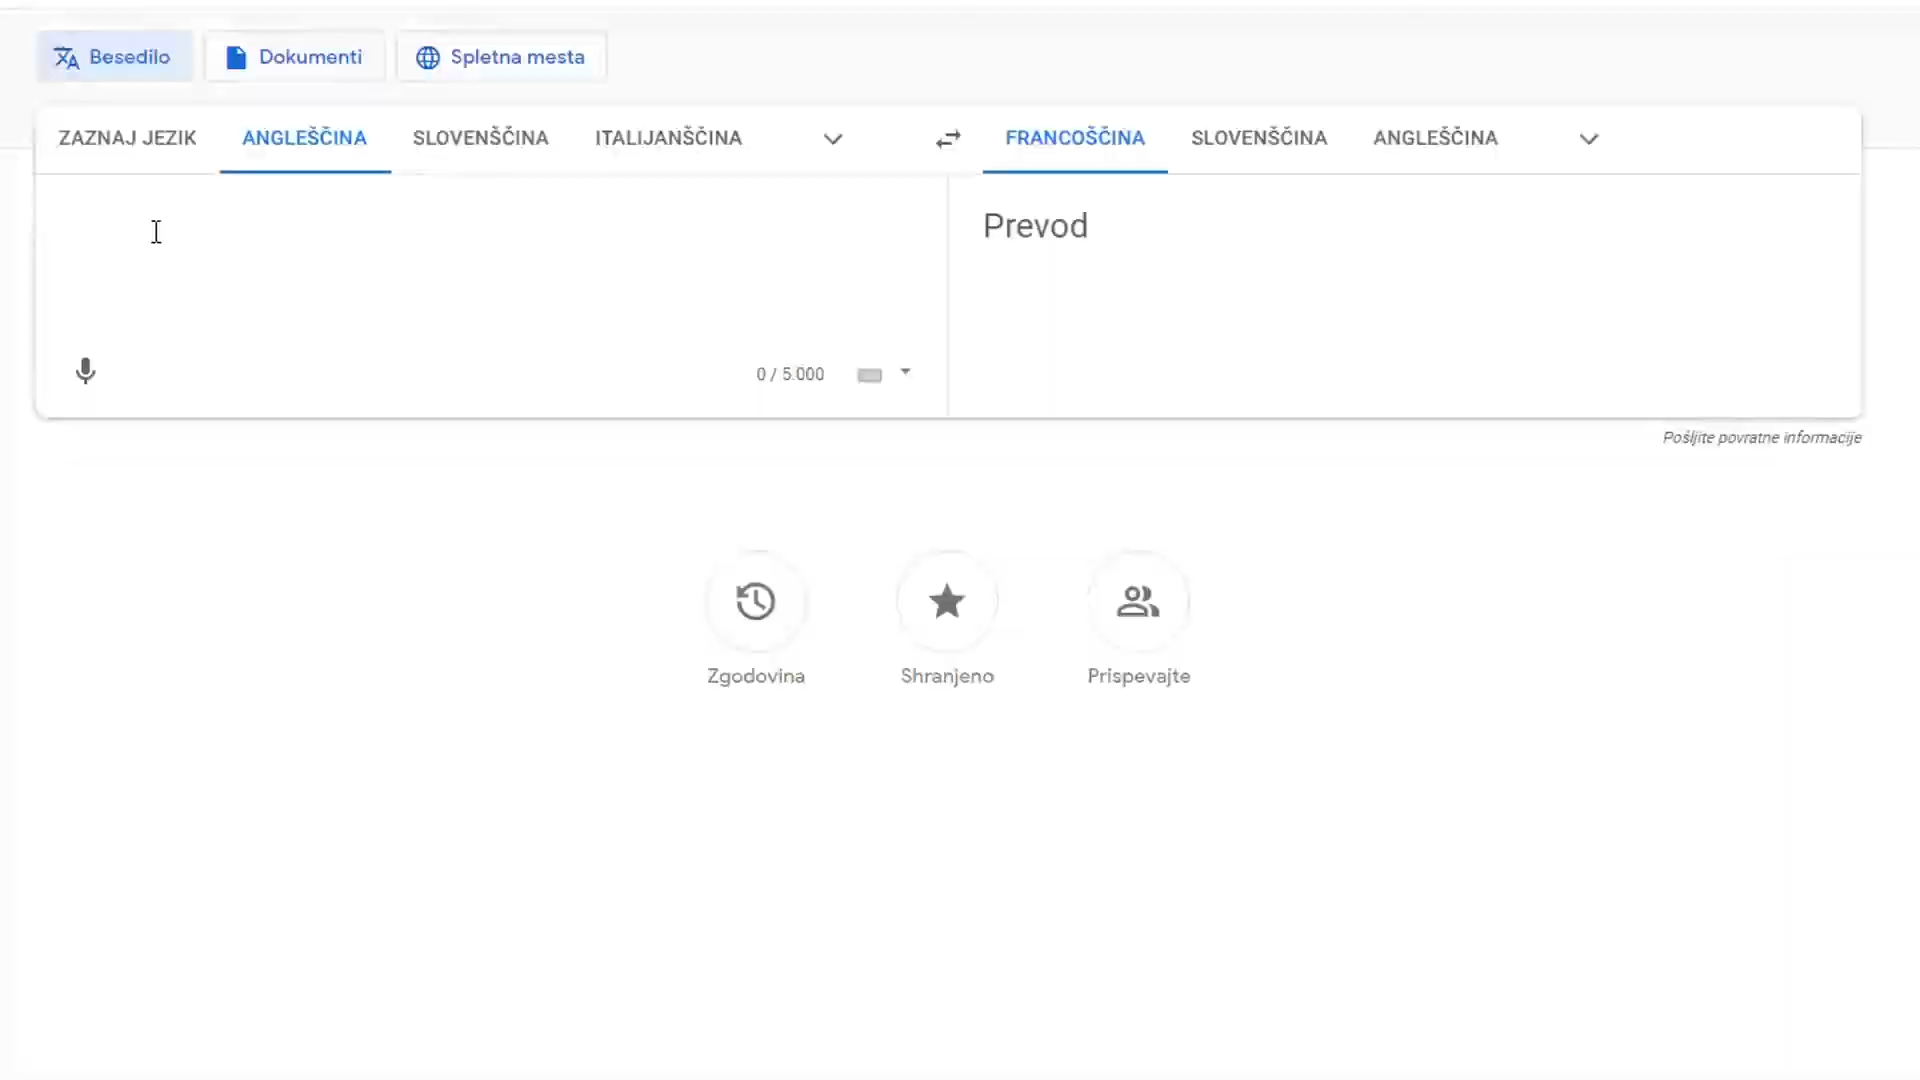 Besedilo Dokumenti Spletna mesta
ZAZNAJ JEZIK ANGLEŠČINA SLOVENŠČINA ITALIJANŠČINA FRANCOŠČINA SLOVENŠČINA ANGLEŠČINA
Prevod
0 / 5.000
Pošljite povratne informacije
Zgodovina Shranjeno Prispevajte